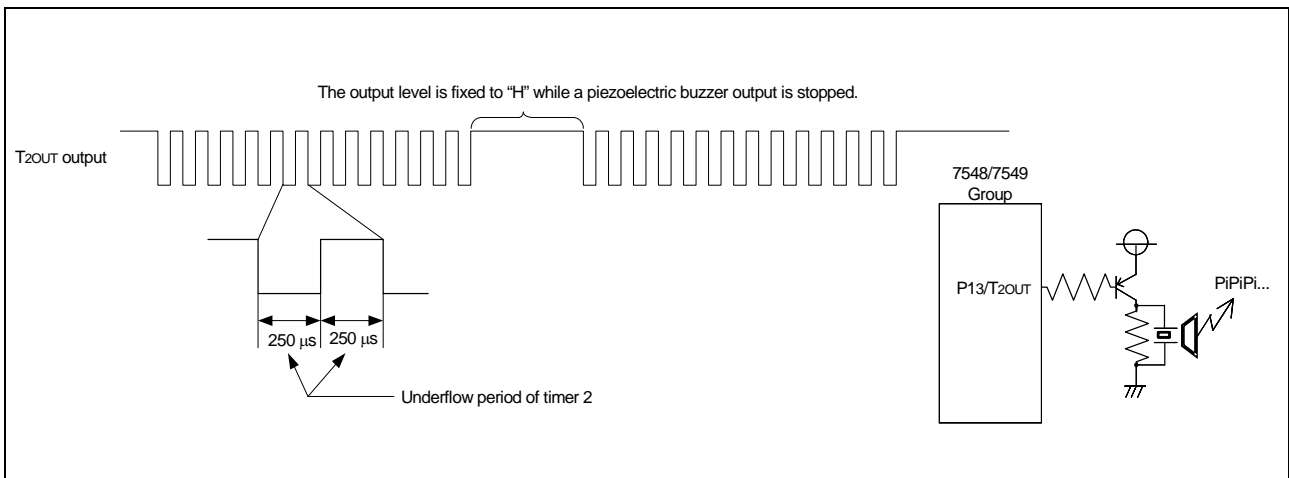 The output level is fixed to “H” while a piezoelectric buzzer output is stopped.
T2OUT output
7548/7549
Group
P13/T2OUT
PiPiPi...
250 μs
250 μs
Underflow period of timer 2